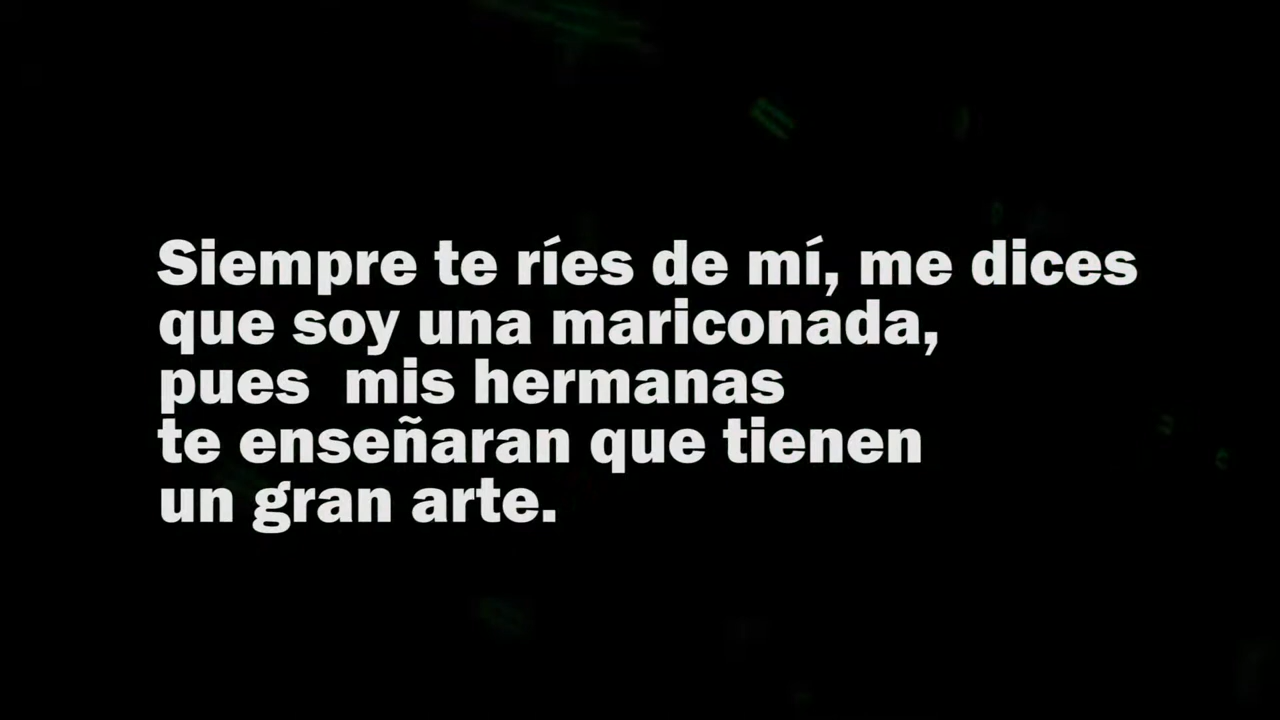 Siempre te ríes de mí, me dices
que soy una mariconada,
pues  mis hermanas
te enseñaran que tienen
un gran arte.